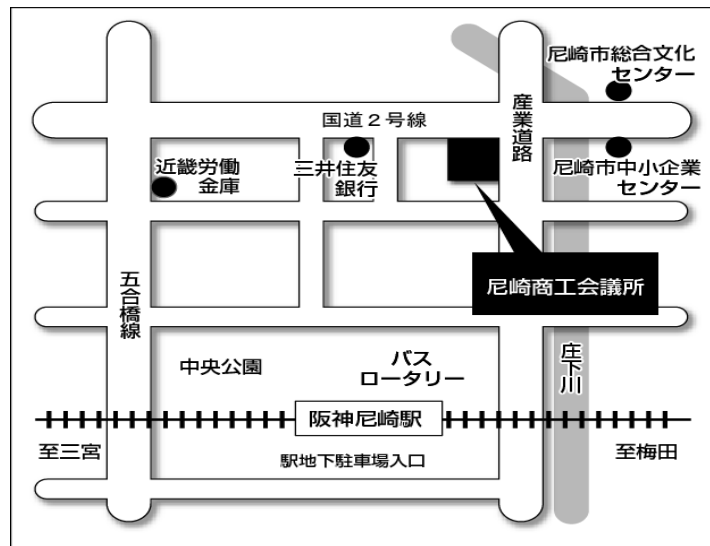 尼崎市総合文化
センター
産業道路
国道２号線
近畿労働
金庫
三井住友
銀行
尼崎市中小企業
センター
五合橋線
尼崎商工会議所
中央公園
バス
ロータリー
庄下川
阪神尼崎駅
至三宮
駅地下駐車場入口
至梅田